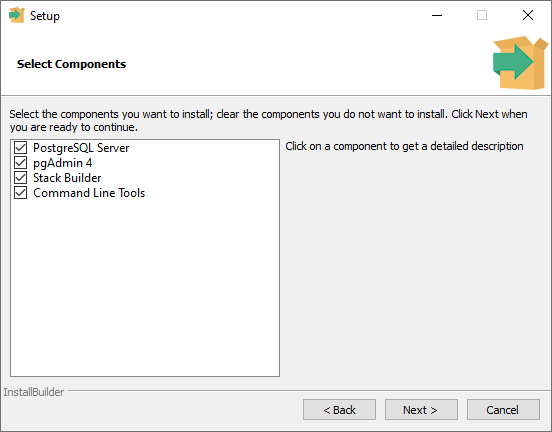 Setup
Select Components
Select the components you want to install; clear the components you do not want to install. Click Next when
you are ready to continue.
PostgreSQL Server
pgAdmin 4
Stack Builder
Command Line Tools
Click on a component to get a detailed description
InstallBuilder
< Back
Next >
Cancel